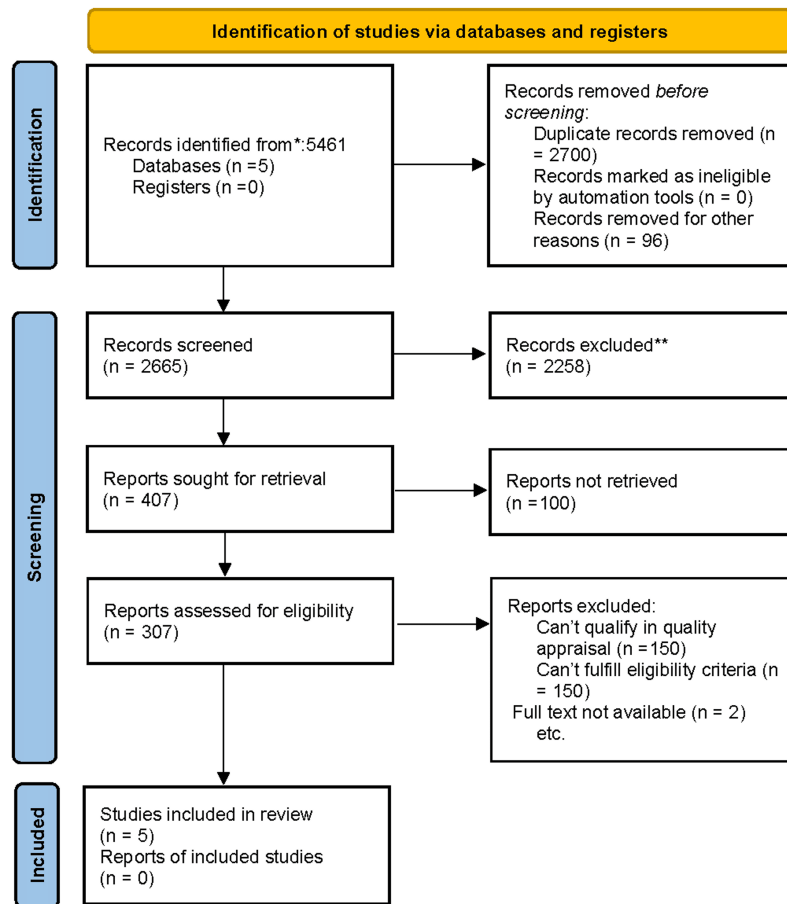 Identification of studies via databases and registers
Identification
Records identified from*:5461
Databases (n =5)
Registers (n =0)
Records removed before
screening:
Duplicate records removed (n
= 2700)
Records marked as ineligible
by automation tools (n = 0)
Records removed for other
reasons (n = 96)
Screening
Records screened
(n = 2665)
Records excluded**
(n = 2258)
Reports sought for retrieval
(n = 407)
Reports not retrieved
(n =100)
Reports assessed for eligibility
(n = 307)
Reports excluded:
Can't qualify in quality
appraisal (n =150)
Can't fulfill eligibility criteria (n
= 150)
Full text not available (n = 2)
etc.
Included
Studies included in review
(n = 5)
Reports of included studies
(n = 0)